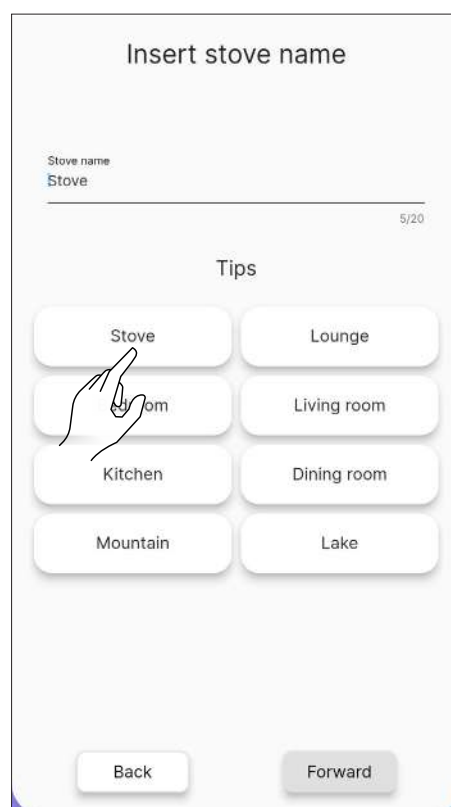 Insert stove name
Stove name
Stove
5/20
Tips
Stove Lounge
Living room
Kitchen Dining room
Mountain Lake
Back Forward